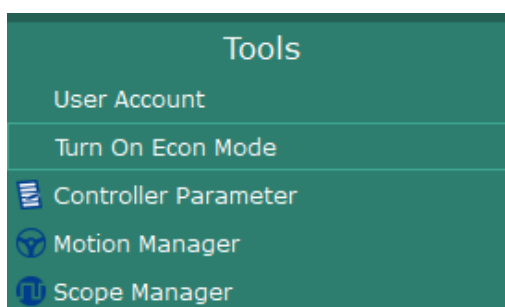 Tools
User Account
Turn On Econ Mode
Controller Parameter
Motion Manager
Scope Manager